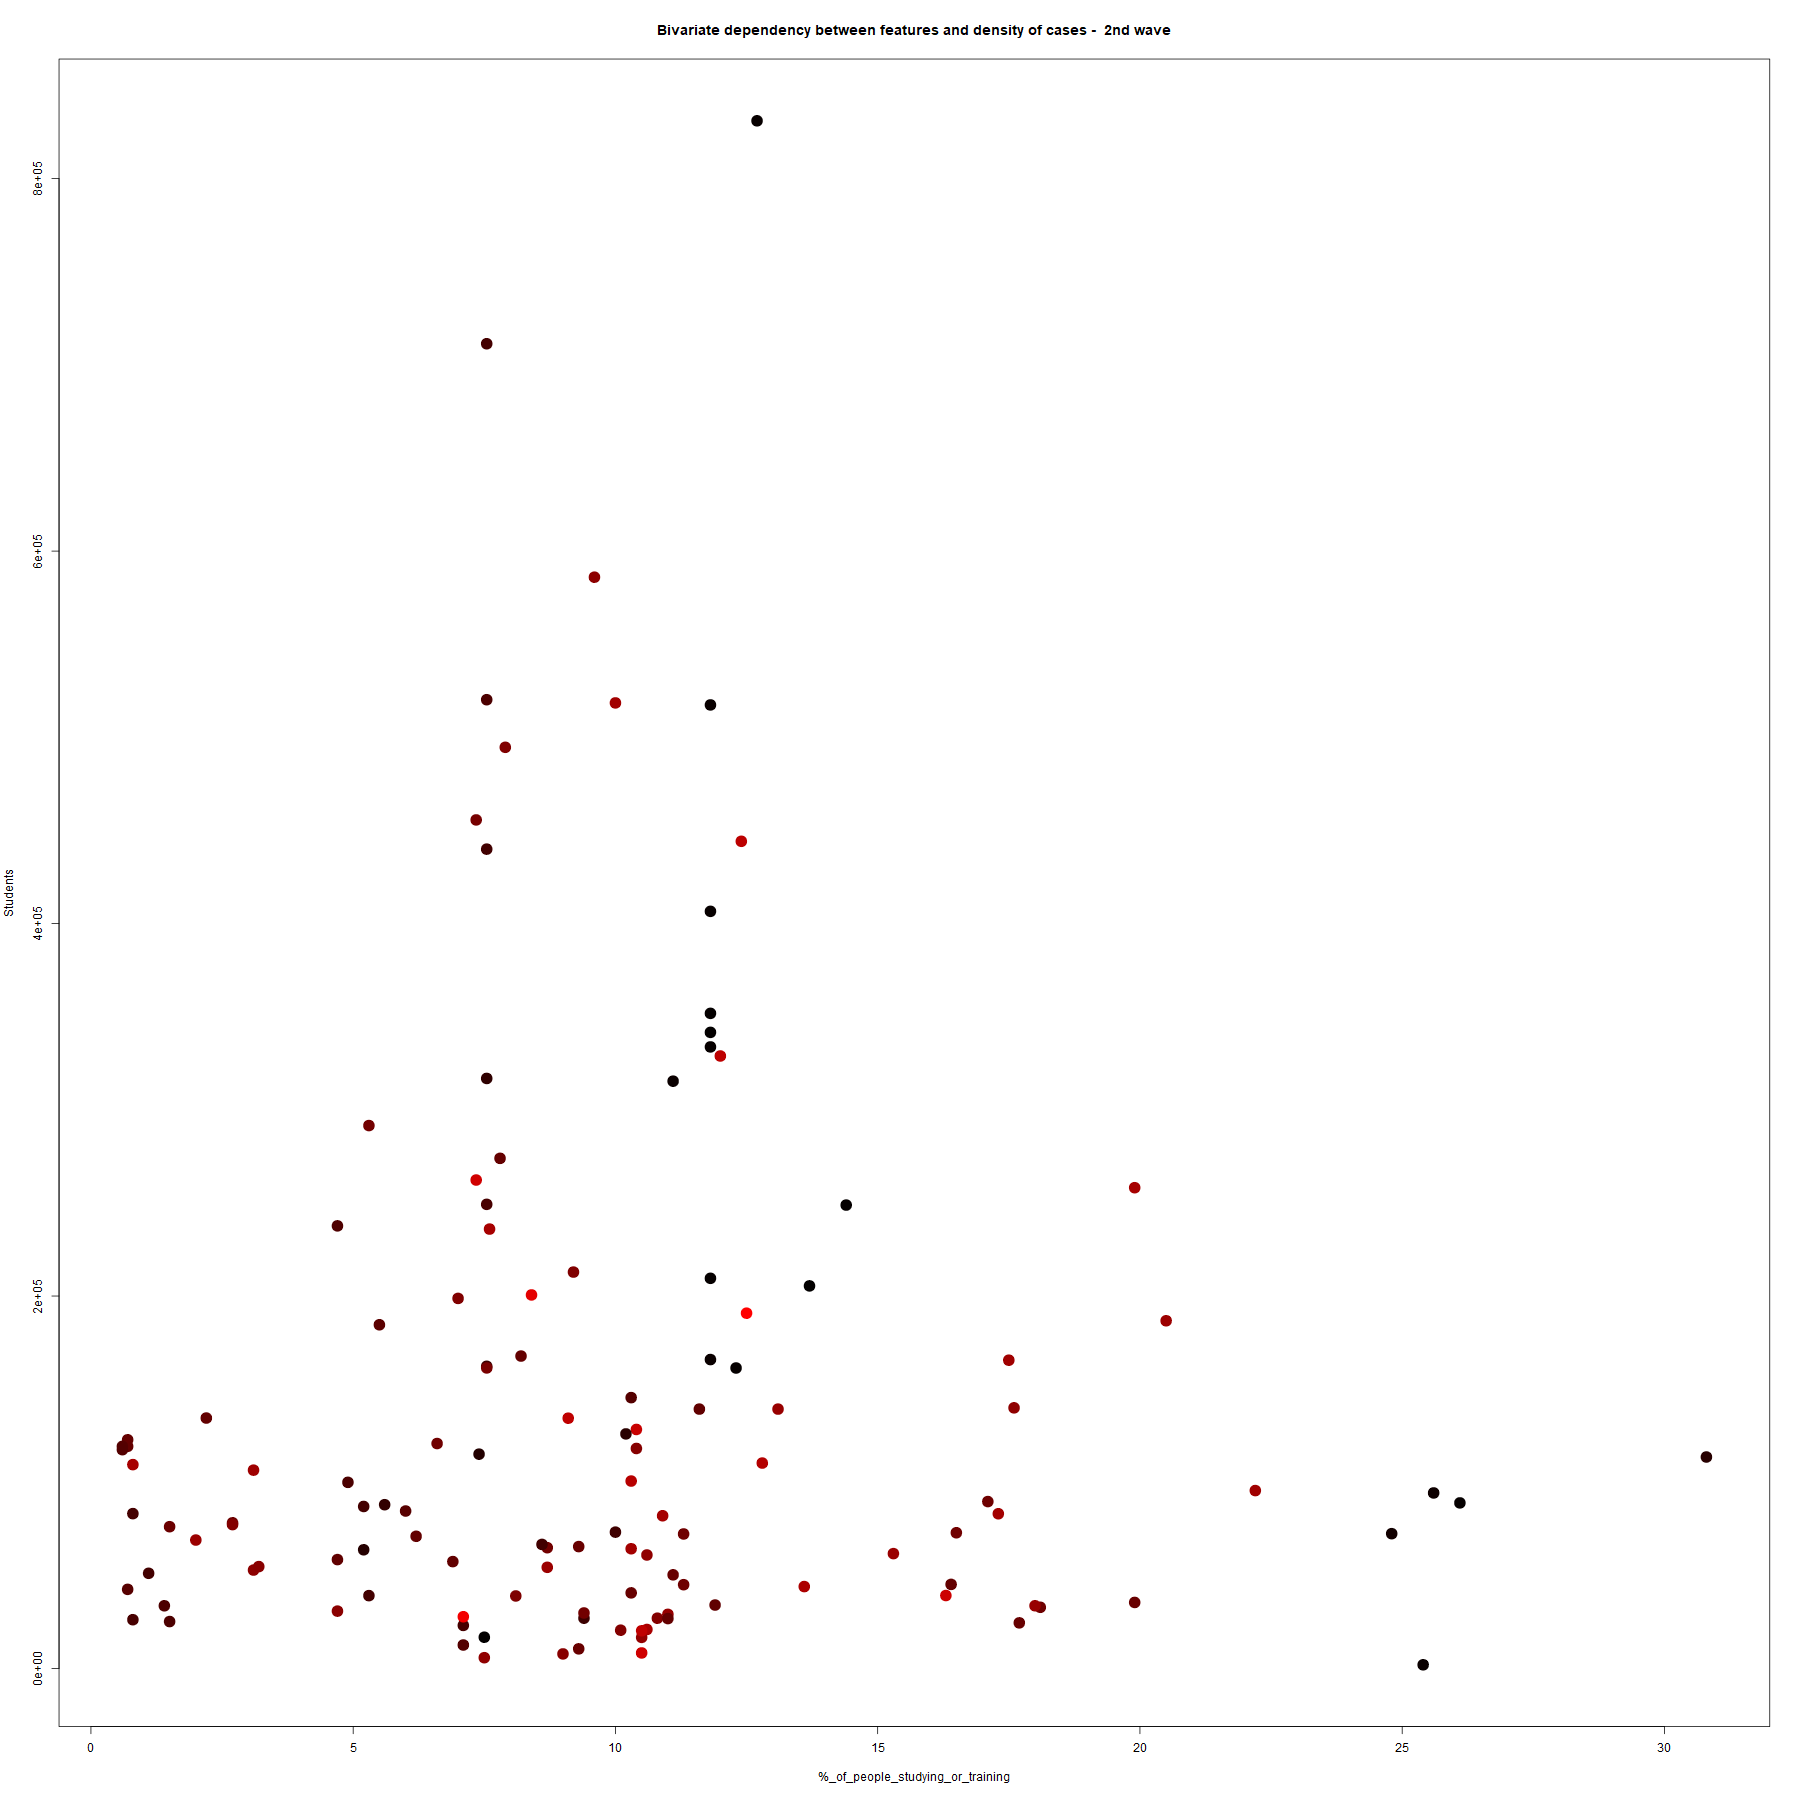 Bivariate dependency between features and density of cases -  2nd wave
8e+05
6e+05
4e+05
2e+05
0e+00
Students
0 5 10 15 20 25 30
%_of_people_studying_or_training